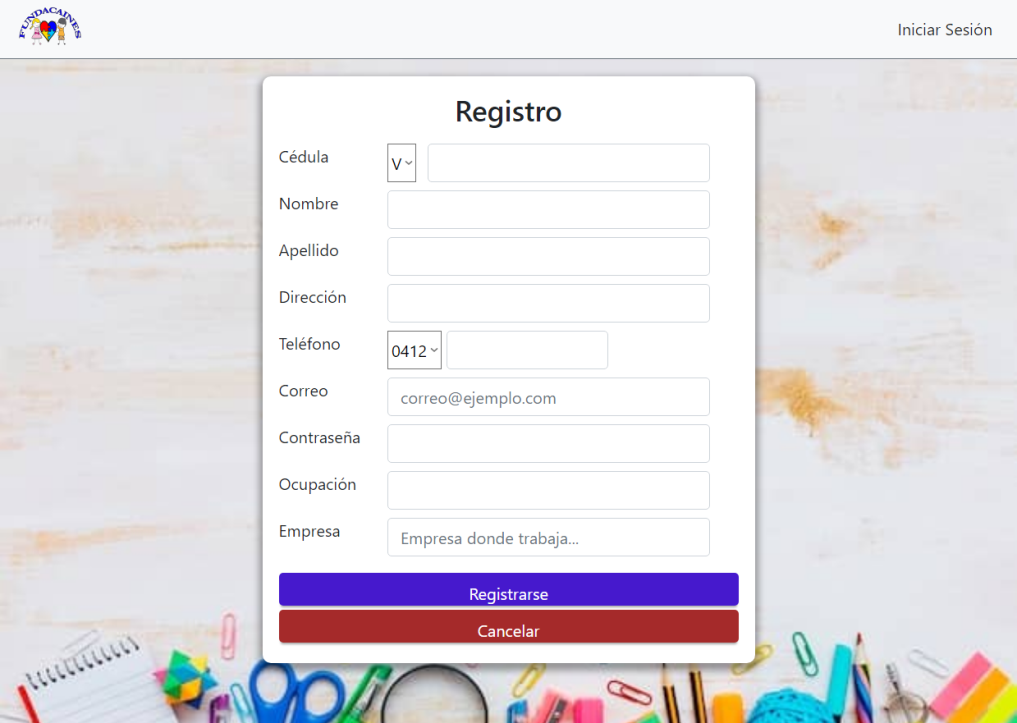 FUNDACAINES
Iniciar Sesión
Registro
Cédula V
Nombre
Apellido
Dirección
Teléfono 0412
Correo correo@ejemplo.com
Contraseña
Ocupación
Empresa Empresa donde trabaja...
Registrarse
Cancelar